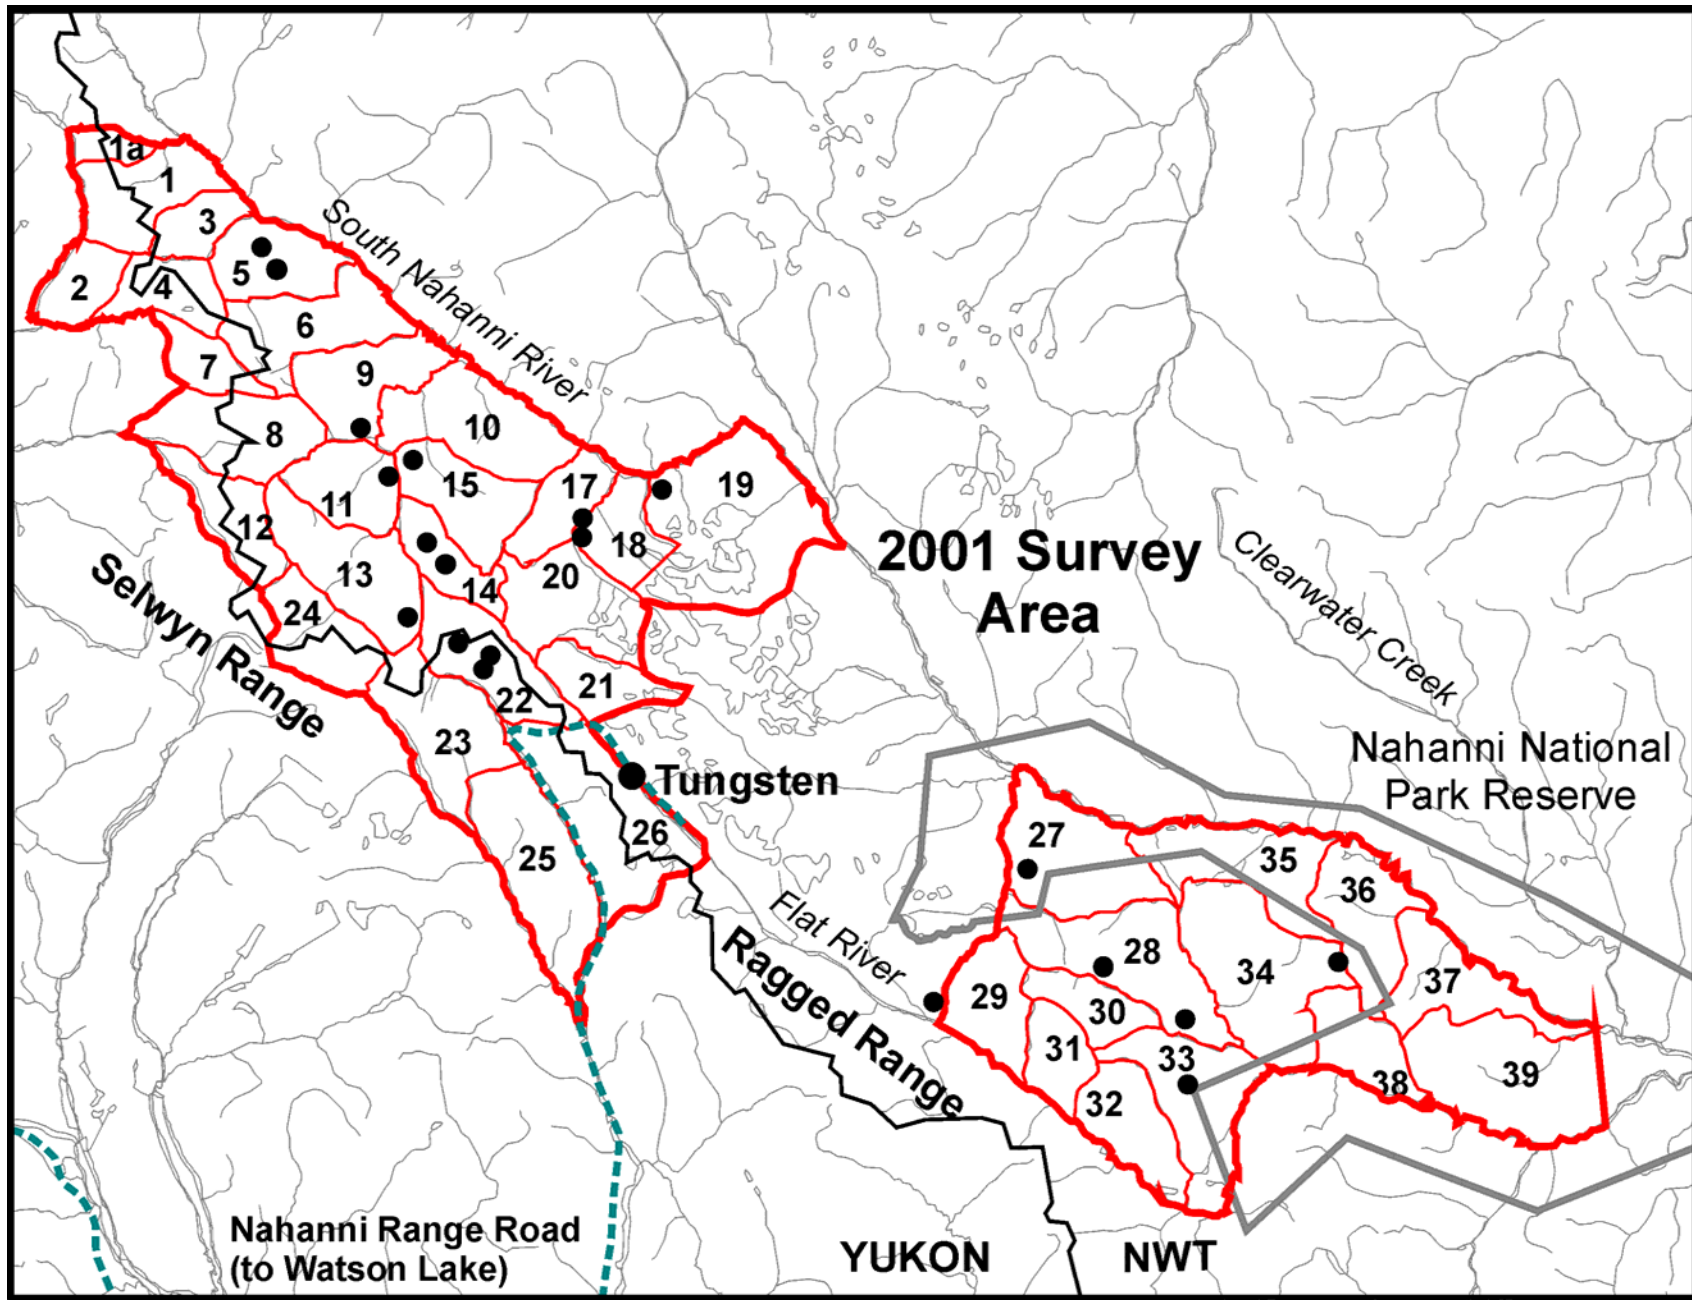 1a
1
3
South Nahanni River
5
2
4
6
7
9
8
10
15
11
17
19
12
18
2001 Survey
Area
13
20
14
24
Clearwater Creek
Selwyn Range
21
22
23
Nahanni National
Park Reserve
Tungsten
26
25
27
35
36
Flat River
28
34
37
29
30
Ragged Range
31
33
32
38
39
Nahanni Range Road
(to Watson Lake)
YUKON
NWT